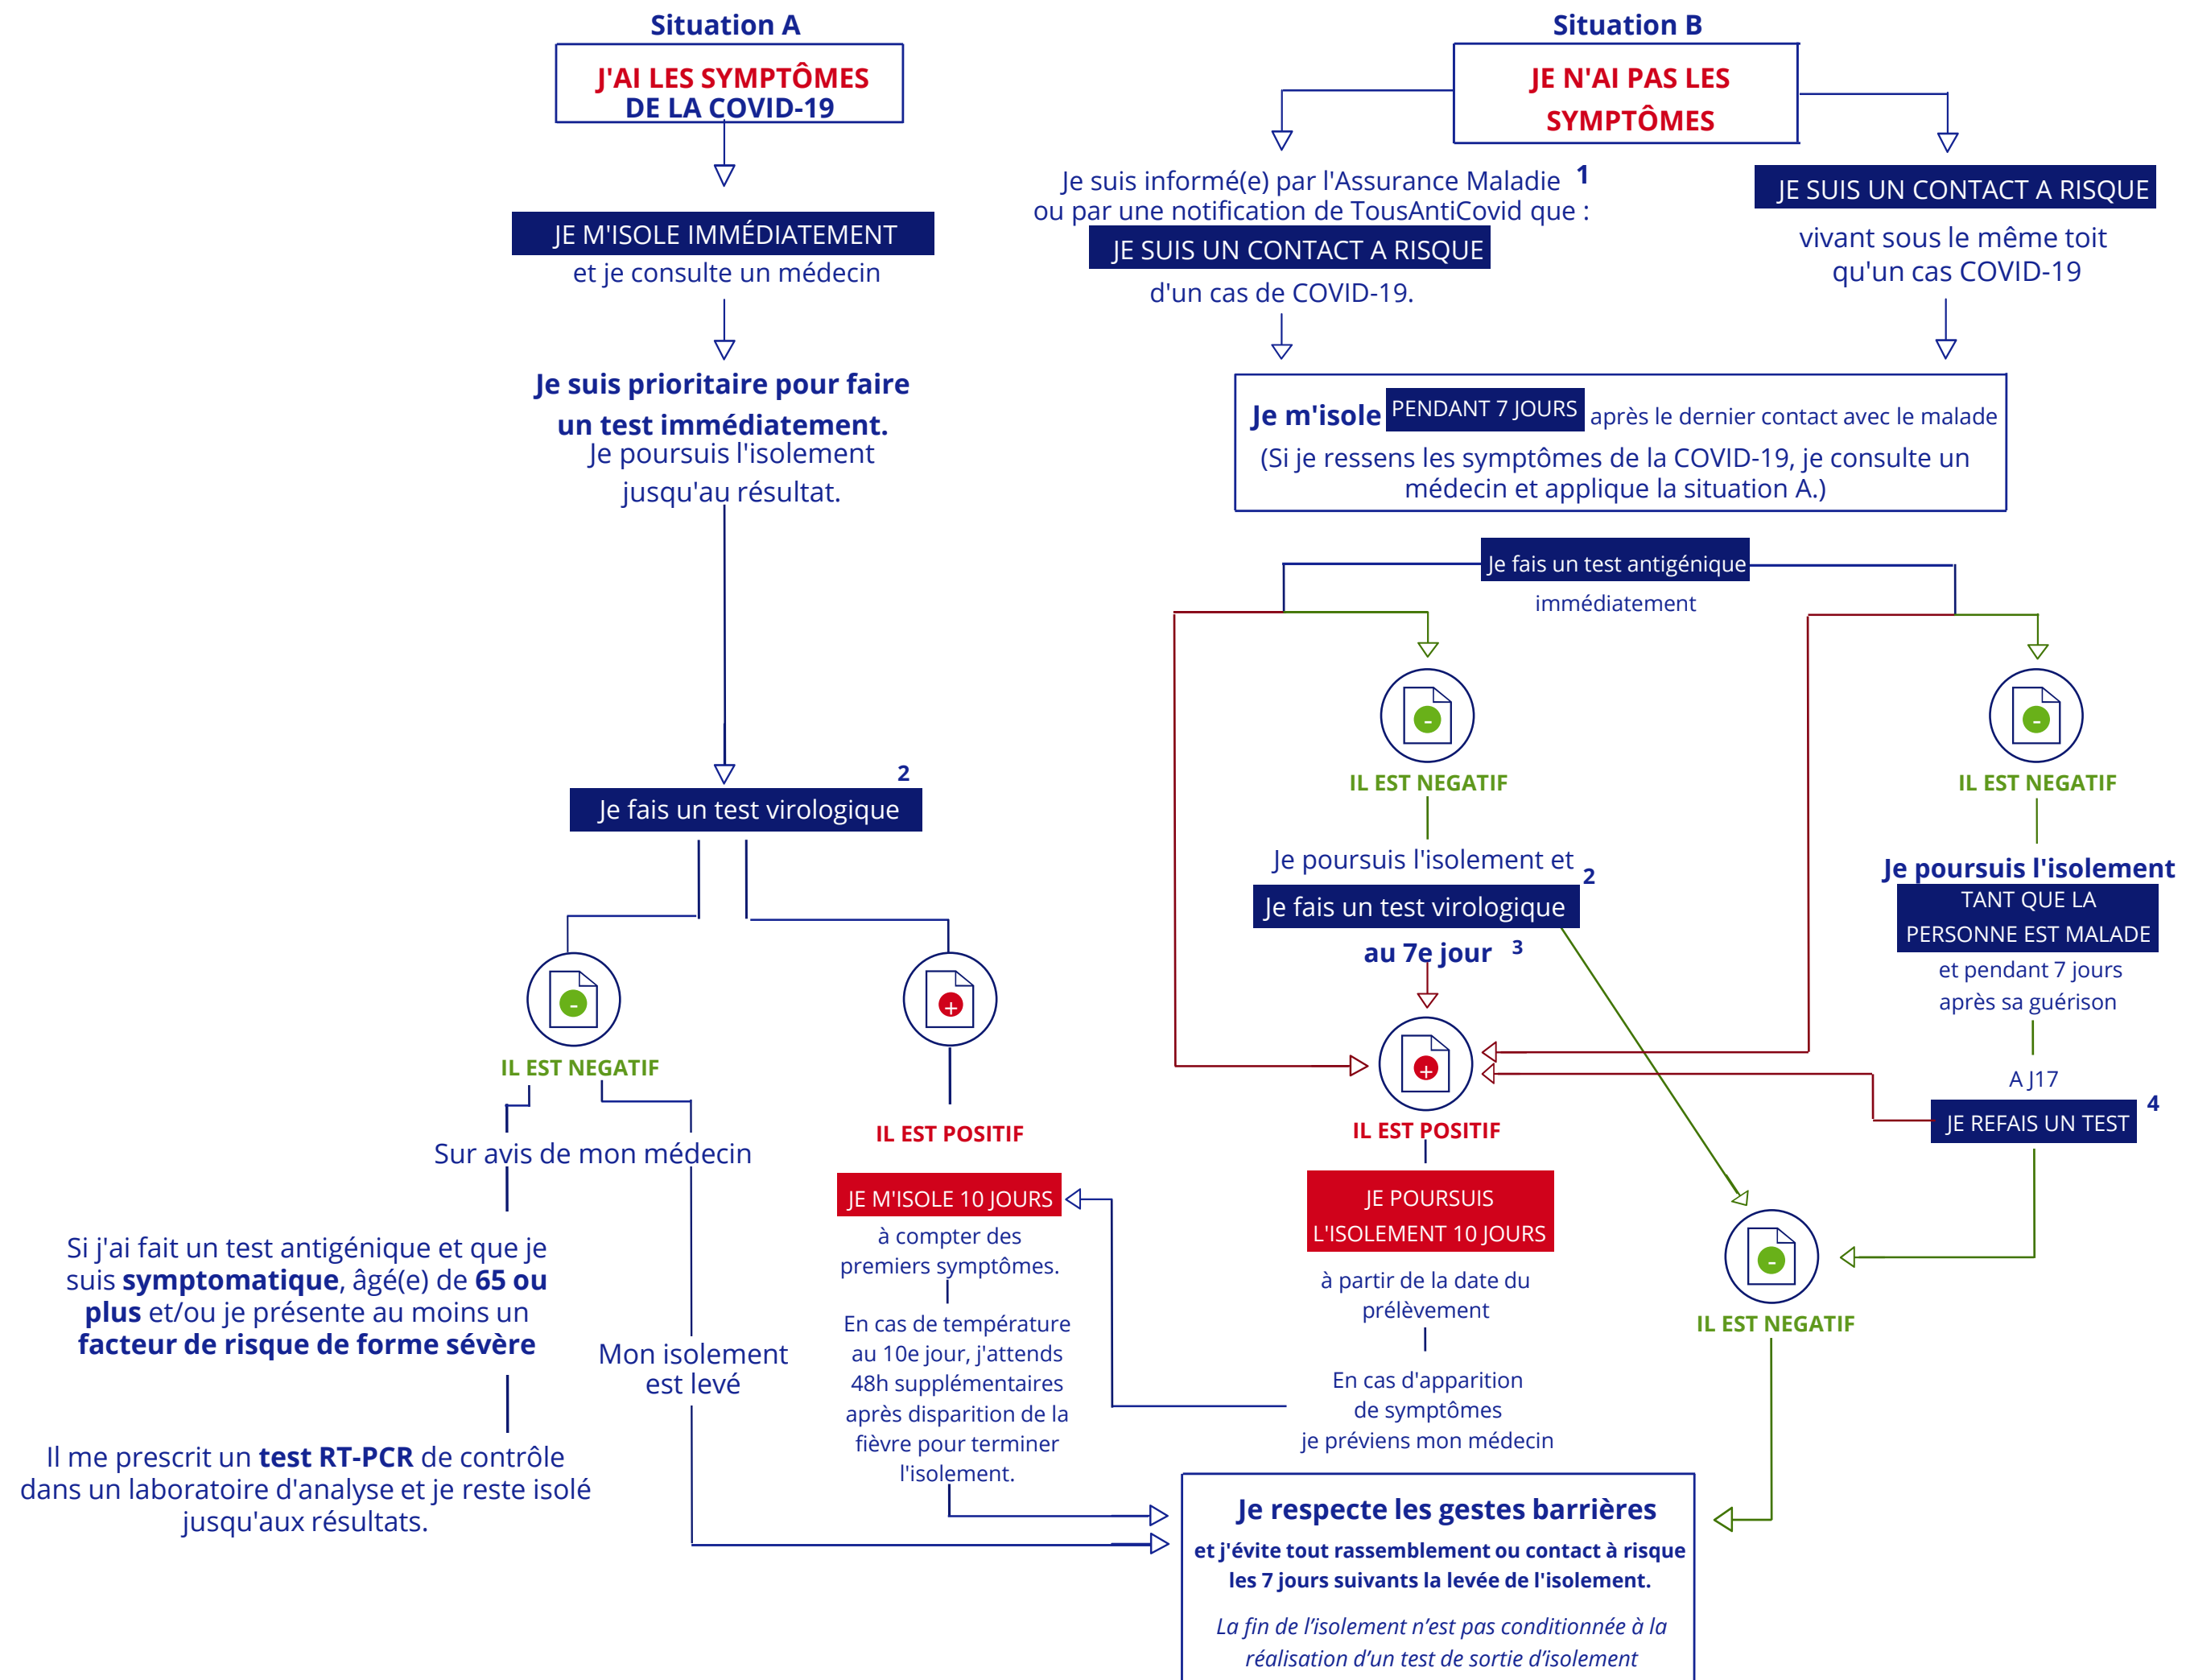 Situation A
J'AI LES SYMPTÔMES
DE LA COVID-19
JE M'ISOLE IMMÉDIATEMENT
et je consulte un médecin
Je suis prioritaire pour faire
un test immédiatement.
Je poursuis l'isolement
jusqu'au résultat.
2
Je fais un test virologique
-
IL EST NEGATIF
Sur avis de mon médecin
Si j'ai fait un test antigénique et que je
suis symptomatique, âgé(e) de 65 ou
plus et/ou je présente au moins un
facteur de risque de forme sévère
Il me prescrit un test RT-PCR de contrôle
dans un laboratoire d'analyse et je reste isolé
jusqu'aux résultats.
Mon isolement
est levé
+
IL EST POSITIF
JE M'ISOLE 10 JOURS
à compter des
premiers symptômes.
En cas de température
au 10e jour, j'attends
48h supplémentaires
après disparition de la
fièvre pour terminer
l'isolement.
Situation B
JE N'AI PAS LES
SYMPTÔMES
Je suis informé(e) par l'Assurance Maladie 1
ou par une notification de TousAntiCovid que :
JE SUIS UN CONTACT A RISQUE
d'un cas de COVID-19.
JE SUIS UN CONTACT A RISQUE
vivant sous le même toit
qu'un cas COVID-19
Je m'isole PENDANT 7 JOURS après le dernier contact avec le malade
(Si je ressens les symptômes de la COVID-19, je consulte un
médecin et applique la situation A.)
Je fais un test antigénique
immédiatement
-
IL EST NEGATIF
Je poursuis l'isolement et
2
Je fais un test virologique
au 7e jour 3
+
IL EST POSITIF
JE POURSUIS
L'ISOLEMENT 10 JOURS
à partir de la date du
prélèvement
En cas d'apparition
de symptômes
je préviens mon médecin
-
IL EST NEGATIF
Je poursuis l'isolement
TANT QUE LA
PERSONNE EST MALADE
et pendant 7 jours
après sa guérison
A J17
4
JE REFAIS UN TEST
-
IL EST NEGATIF
Je respecte les gestes barrières
et j'évite tout rassemblement ou contact à risque
les 7 jours suivants la levée de l'isolement.
La fin de l’isolement n’est pas conditionnée à la
réalisation d’un test de sortie d’isolement